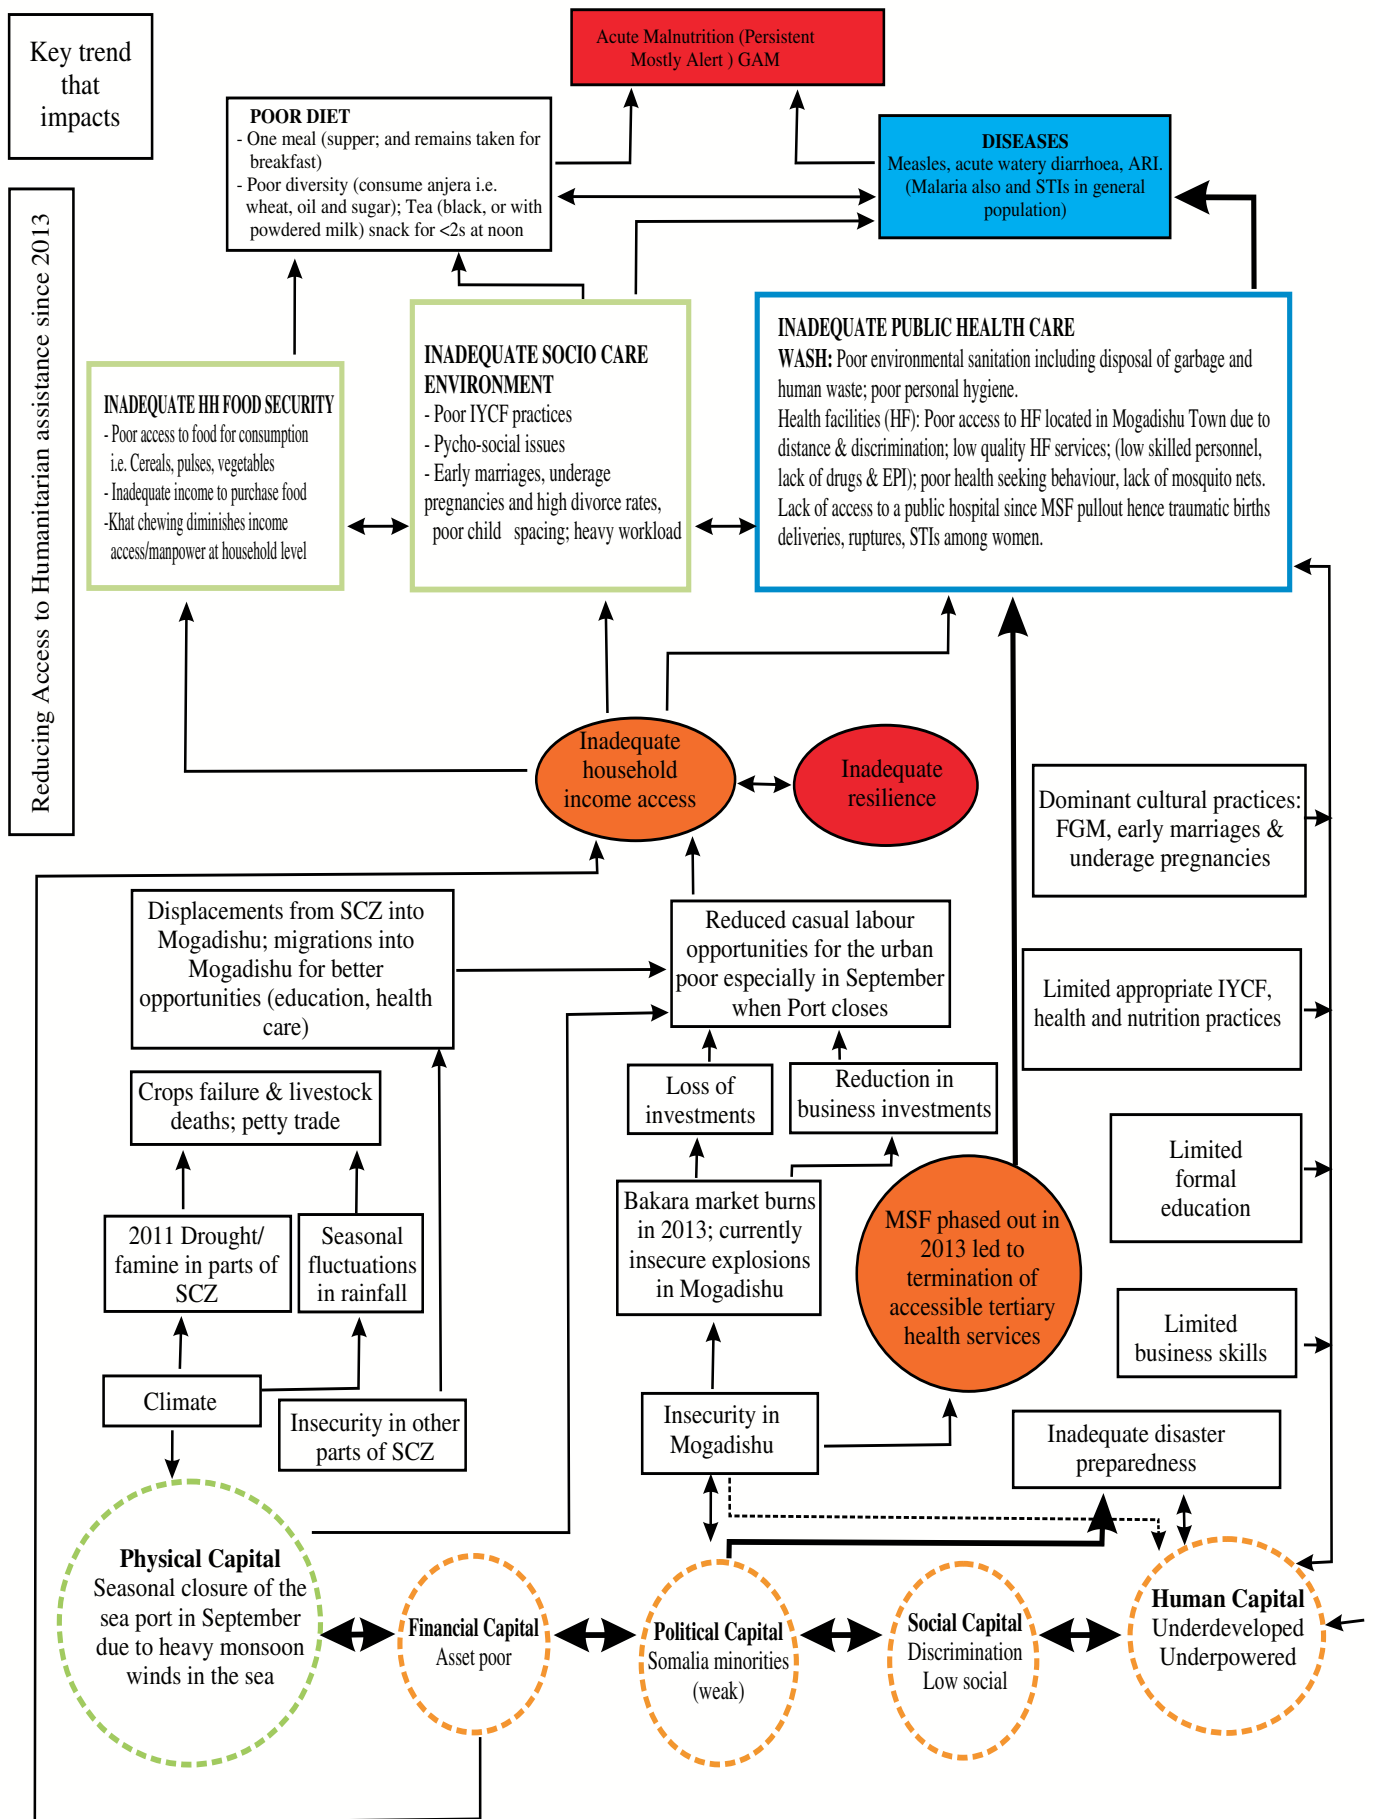 Key trend
that
impacts
Reducing Access to Humanitarian assistance since 2013
Acute Malnutrition (Persistent
Mostly Alert ) GAM
POOR DIET
- One meal (supper; and remains taken for
breakfast)
- Poor diversity (consume anjera i.e.
wheat, oil and sugar); Tea (black, or with
powdered milk) snack for <2s at noon
DISEASES
Measles, acute watery diarrhoea, ARI.
(Malaria also and STIs in general
population)
INADEQUATE HH FOOD SECURITY
- Poor access to food for consumption
i.e. Cereals, pulses, vegetables
- Inadequate income to purchase food
-Khat chewing diminishes income
access/manpower at household level
INADEQUATE SOCIO CARE
ENVIRONMENT
- Poor IYCF practices
- Pycho-social issues
- Early marriages, underage
pregnancies and high divorce rates,
poor child spacing; heavy workload
INADEQUATE PUBLIC HEALTH CARE
WASH: Poor environmental sanitation including disposal of garbage and
human waste; poor personal hygiene.
Health facilities (HF): Poor access to HF located in Mogadishu Town due to
distance & discrimination; low quality HF services; (low skilled personnel,
lack of drugs & EPI); poor health seeking behaviour, lack of mosquito nets.
Lack of access to a public hospital since MSF pullout hence traumatic births
deliveries, ruptures, STIs among women.
Inadequate
household
income access
Inadequate
resilience
Dominant cultural practices:
FGM, early marriages &
underage pregnancies
Displacements from SCZ into
Mogadishu; migrations into
Mogadishu for better
opportunities (education, health
care)
Reduced casual labour
opportunities for the urban
poor especially in September
when Port closes
Limited appropriate IYCF,
health and nutrition practices
Crops failure & livestock
deaths; petty trade
Loss of
investments
Reduction in
business investments
Limited
formal
education
2011 Drought/
famine in parts of
SCZ
Seasonal
fluctuations
in rainfall
Bakara market burns
in 2013; currently
insecure explosions
in Mogadishu
MSF phased out in
2013 led to
termination of
accessible tertiary
health services
Limited
business skills
Climate
Insecurity in other
parts of SCZ
Insecurity in
Mogadishu
Inadequate disaster
preparedness
Physical Capital
Seasonal closure of the
sea port in September
due to heavy monsoon
winds in the sea
Financial Capital
Asset poor
Political Capital
Somalia minorities
(weak)
Social Capital
Discrimination
Low social
Human Capital
Underdeveloped
Underpowered